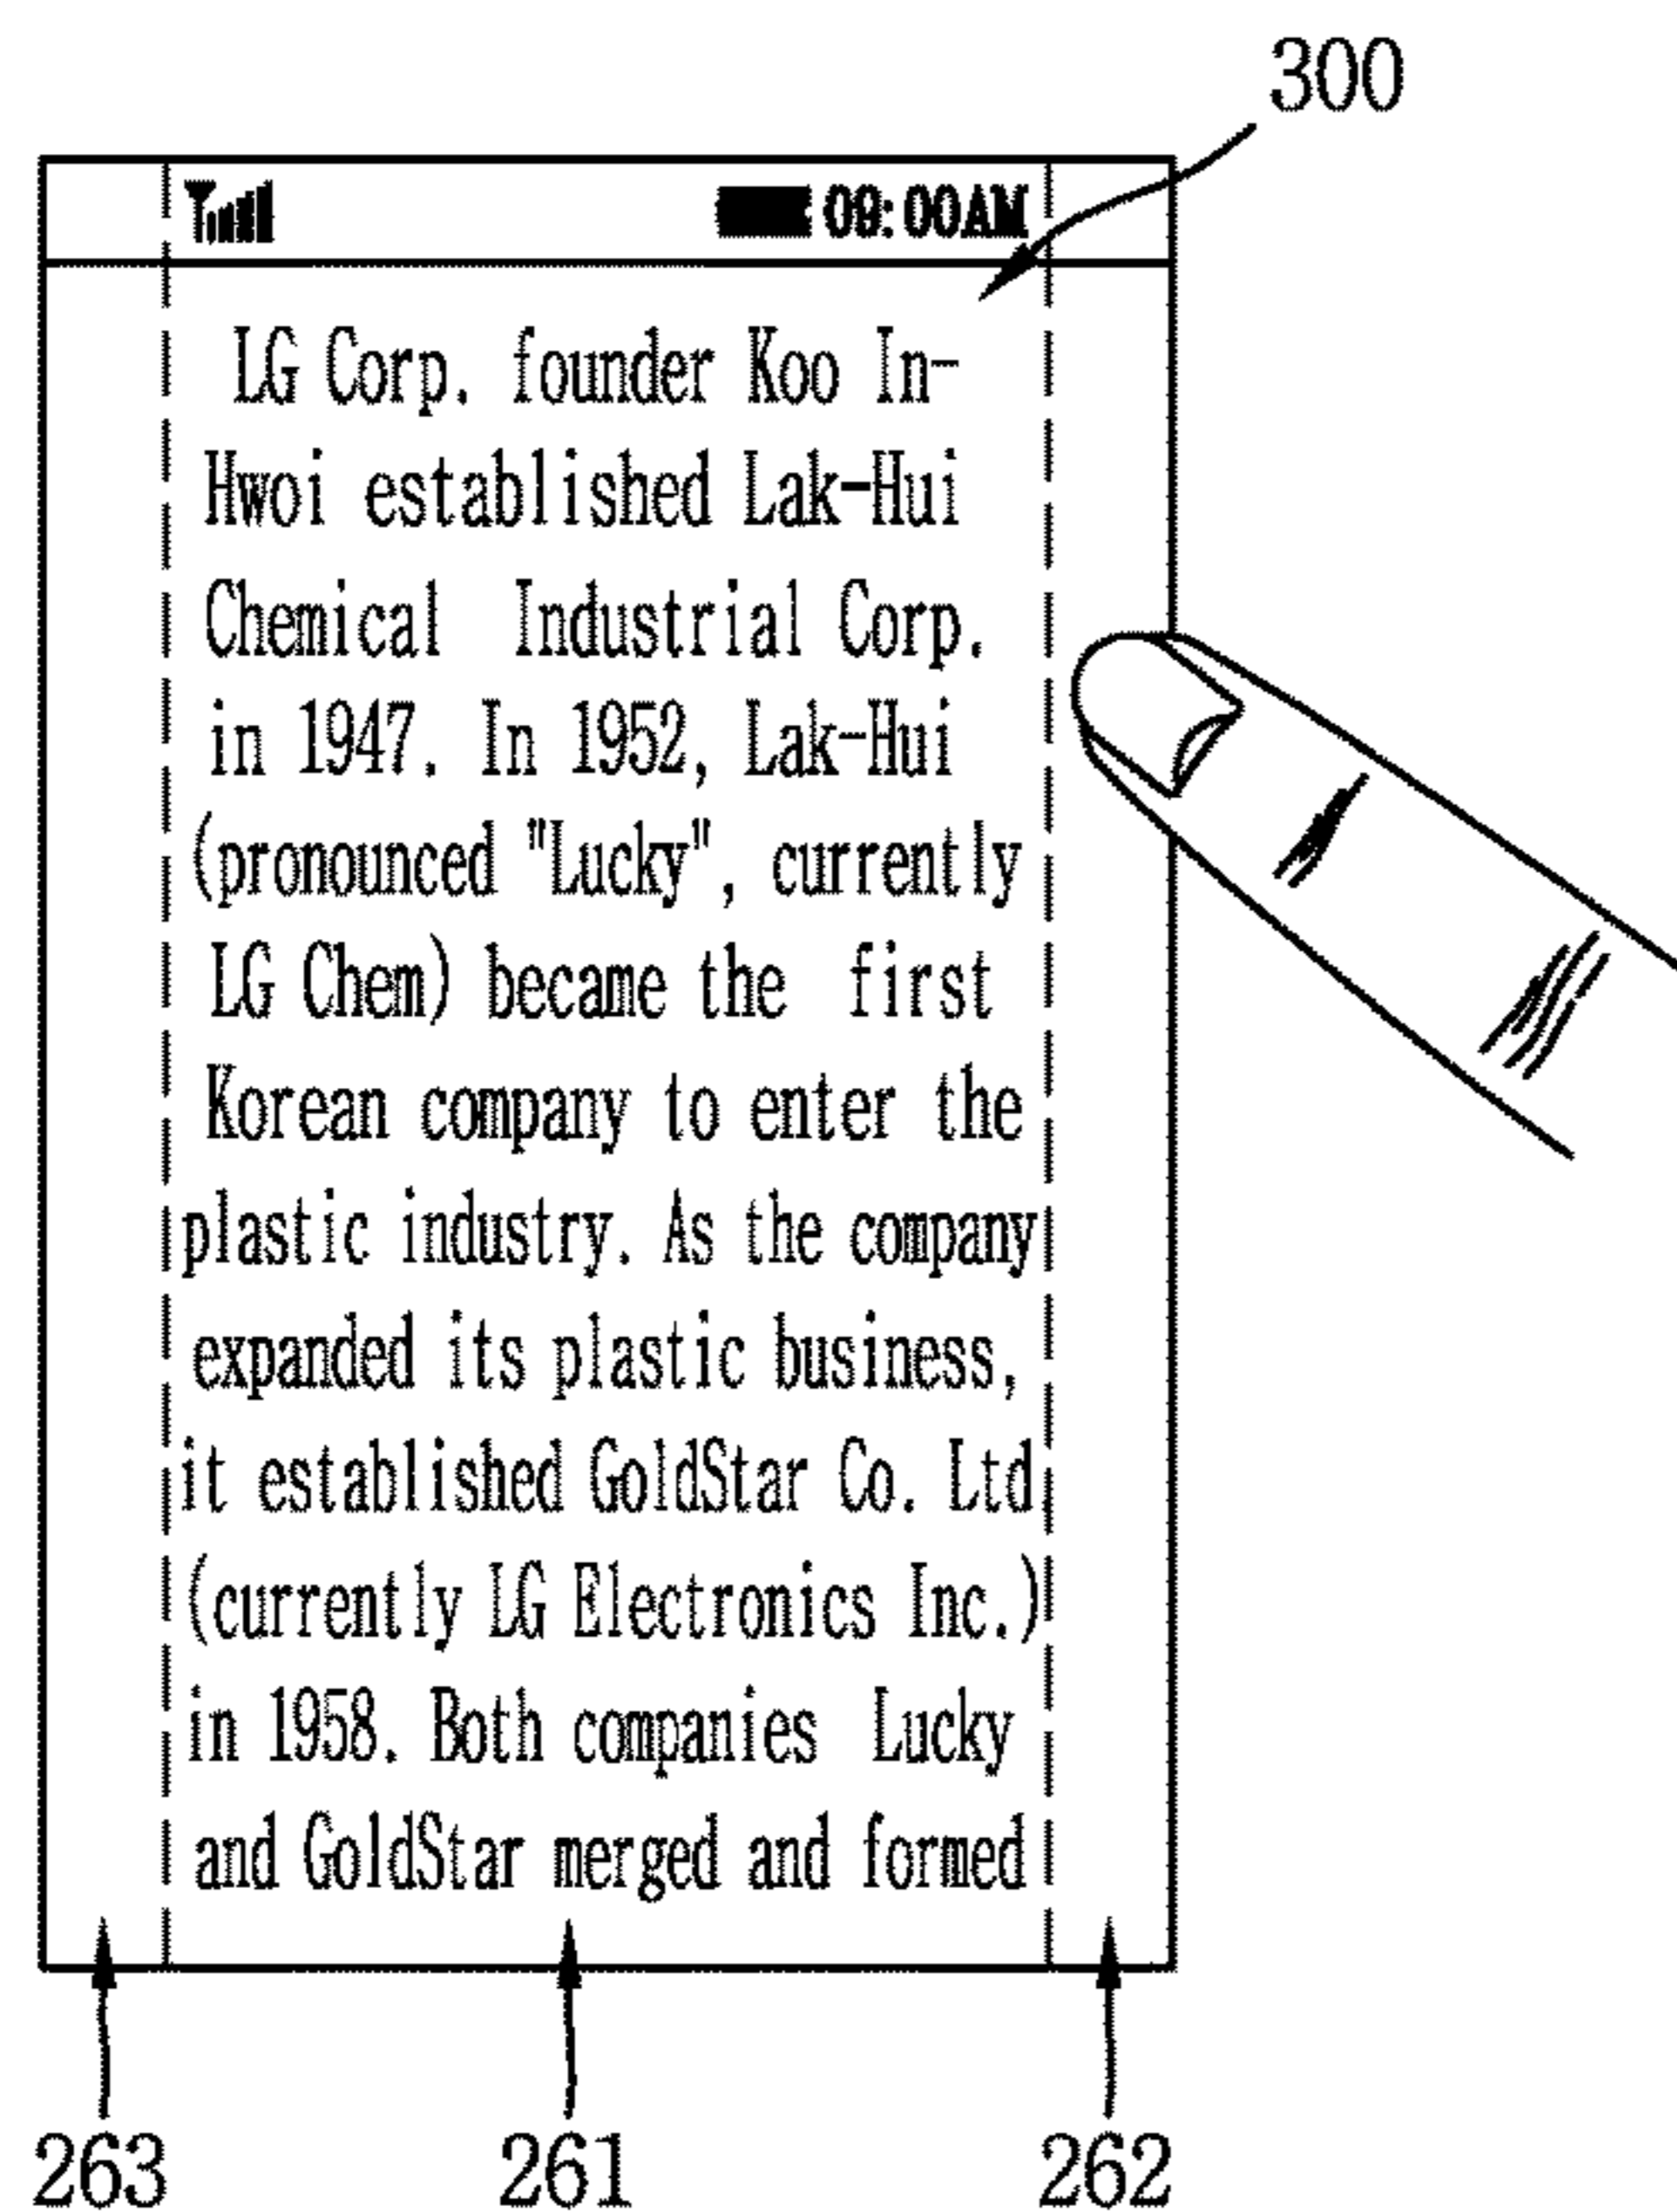 300
09:00AM
LG Corp. founder Koo In-
Hwoi established Lak-Hui
Chemical Industrial Corp.
in 1947. In 1952, Lak-Hui
(pronounced "Lucky", currently
LG Chem) became the first
Korean company to enter the
plastic industry. As the company
expanded its plastic business,
it established GoldStar Co. Ltd
(currently LG Electronics Inc.)
in 1958. Both companies Lucky
and GoldStar merged and formed
263 261 262